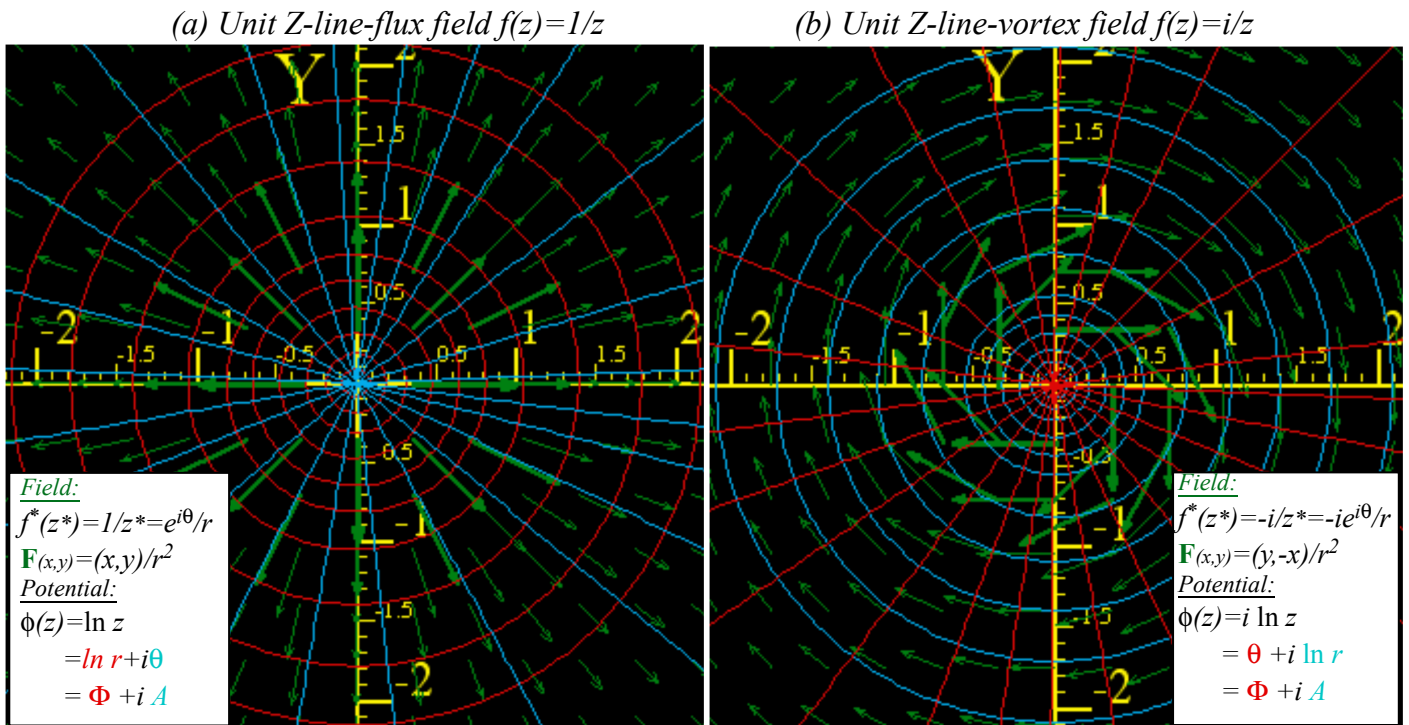 (a) Unit Z-line-flux field f(z)=1/z
(b) Unit Z-line-vortex field f(z)=i/z
2
Y
1.5
1
0.5
-2
-1.5
-1
-0.5
0.5
1
1.5
2
-0.5
-1
-1.5
-2
Field:
f*(z*)=1/z*=e^{iθ}/r
F(x,y)=(x,y)/r²
Potential:
ϕ(z)=ln z
=ln r+iθ
= Φ +i A
2
Y
1.5
1
0.5
-2
-1.5
-1
-0.5
0.5
1
1.5
2
-0.5
-1
-1.5
-2
Field:
f*(z*)=-i/z*=-ie^{iθ}/r
F(x,y)=(y,-x)/r²
Potential:
ϕ(z)=i ln z
= θ +i ln r
= Φ +i A